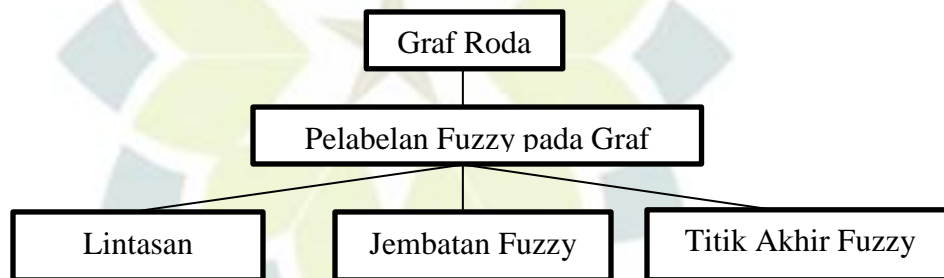 Graf Roda
Pelabelan Fuzzy pada Graf
Lintasan
Jembatan Fuzzy
Titik Akhir Fuzzy